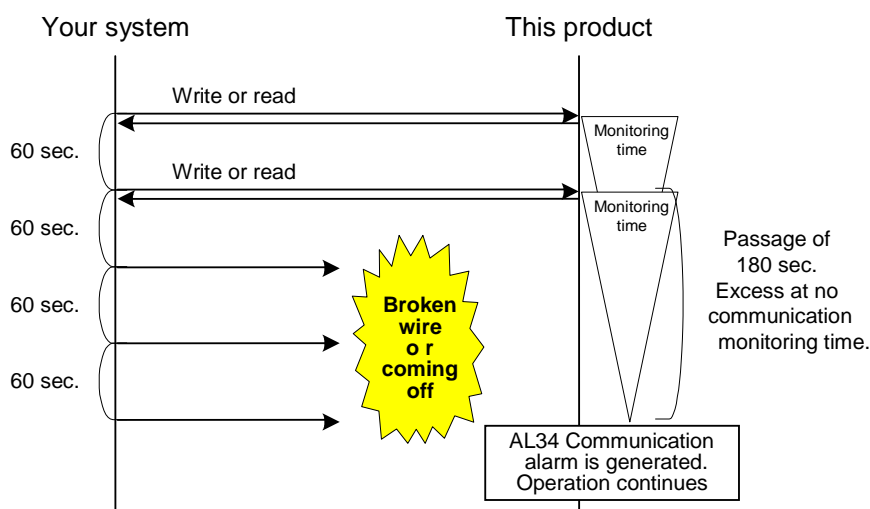 Your system
This product
Write or read
Monitoring
time
60 sec.
Write or read
Monitoring
time
60 sec.
Passage of
180 sec.
Excess at no
communication
monitoring time.
Broken
wire
o r
coming
off
60 sec.
60 sec.
AL34 Communication
alarm is generated.
Operation continues